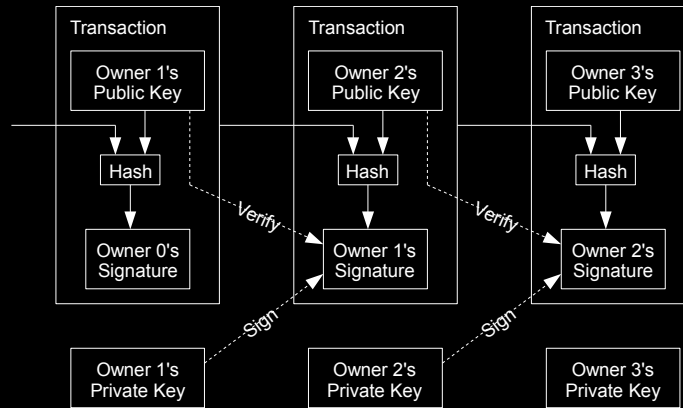 Transaction
Transaction
Transaction
Owner 1's
Public Key
Owner 2's
Public Key
Owner 3's
Public Key
Hash
Hash
Hash
Verify
Verify
Owner 0's
Signature
Owner 1's
Signature
Owner 2's
Signature
Sign
Sign
Owner 1's
Private Key
Owner 2's
Private Key
Owner 3's
Private Key